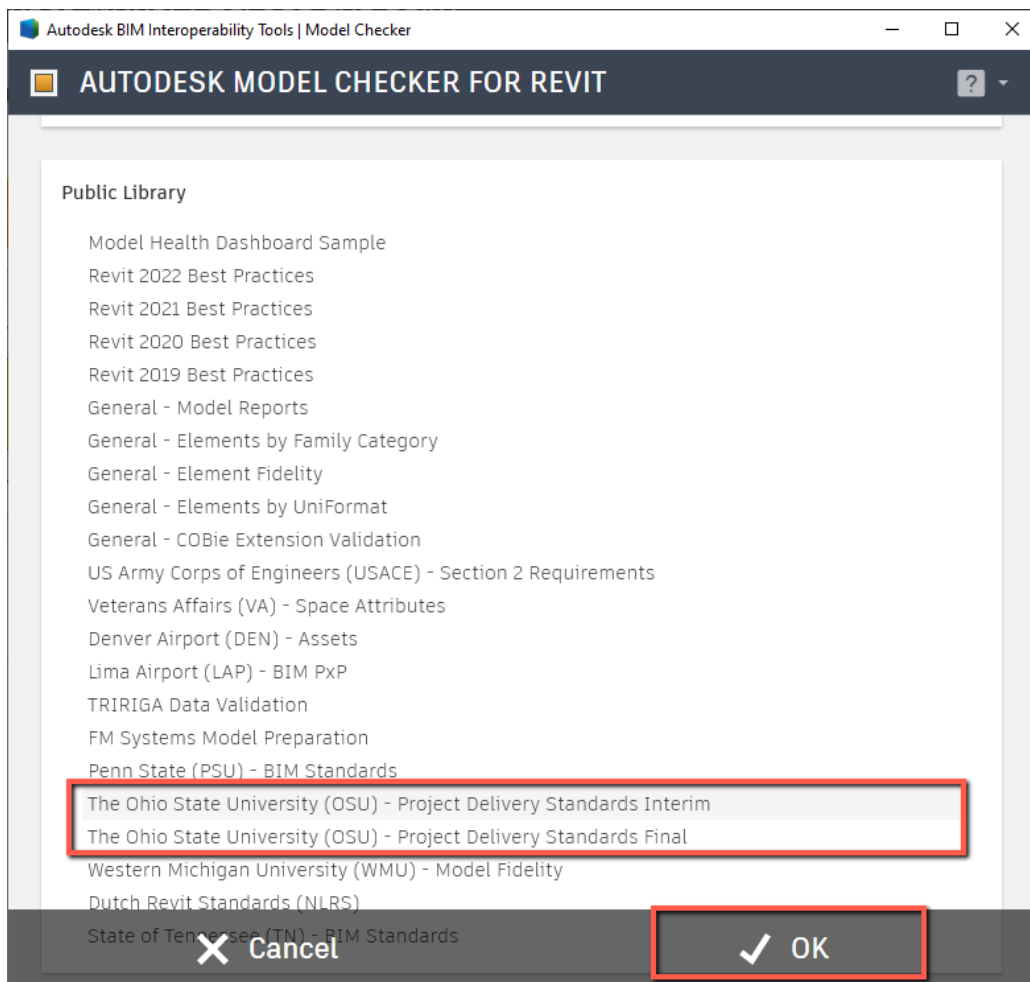 Autodesk BIM Interoperability Tools | Model Checker
AUTODESK MODEL CHECKER FOR REVIT
?
Public Library
Model Health Dashboard Sample
Revit 2022 Best Practices
Revit 2021 Best Practices
Revit 2020 Best Practices
Revit 2019 Best Practices
General - Model Reports
General - Elements by Family Category
General - Element Fidelity
General - Elements by UniFormat
General - COBie Extension Validation
US Army Corps of Engineers (USACE) - Section 2 Requirements
Veterans Affairs (VA) - Space Attributes
Denver Airport (DEN) - Assets
Lima Airport (LAP) - BIM PxP
TRIRIGA Data Validation
FM Systems Model Preparation
Penn State (PSU) - BIM Standards
The Ohio State University (OSU) - Project Delivery Standards Interim
The Ohio State University (OSU) - Project Delivery Standards Final
Western Michigan University (WMU) - Model Fidelity
Dutch Revit Standards (NLRS)
State of Tennessee (TN) - BIM Standards
Cancel
OK